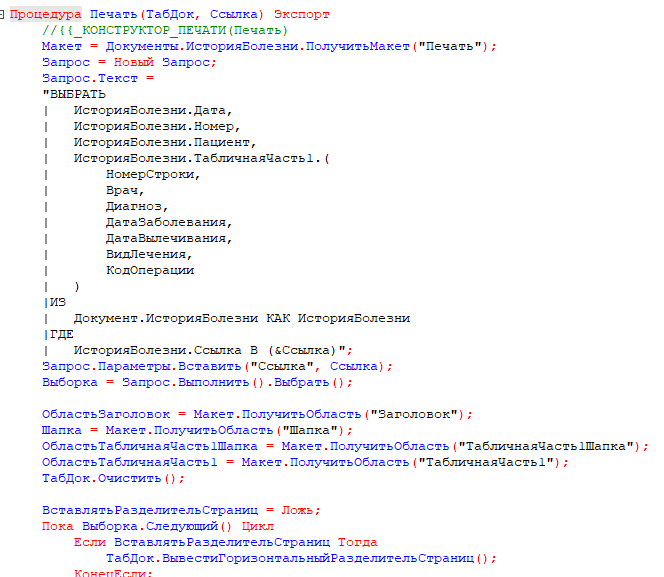 Процедура Печать(ТабДок, Ссылка) Экспорт
//{{_КОНСТРУКТОР_ПЕЧАТИ(Печать)
Макет = Документы.ИсторияБолезни.ПолучитьМакет("Печать");
Запрос = Новый Запрос;
Запрос.Текст =
"ВЫБРАТЬ
| ИсторияБолезни.Дата,
| ИсторияБолезни.Номер,
| ИсторияБолезни.Пациент,
| ИсторияБолезни.ТабличнаяЧасть1.(
| НомерСтроки,
| Врач,
| Диагноз,
| ДатаЗаболевания,
| ДатаВылечивания,
| ВидЛечения,
| КодОперации
| )
|ИЗ
| Документ.ИсторияБолезни КАК ИсторияБолезни
|ГДЕ
| ИсторияБолезни.Ссылка В (&Ссылка)";
Запрос.Параметры.Вставить("Ссылка", Ссылка);
Выборка = Запрос.Выполнить().Выбрать();
ОбластьЗаголовок = Макет.ПолучитьОбласть("Заголовок");
Шапка = Макет.ПолучитьОбласть("Шапка");
ОбластьТабличнаяЧасть1Шапка = Макет.ПолучитьОбласть("ТабличнаяЧасть1Шапка");
ОбластьТабличнаяЧасть1 = Макет.ПолучитьОбласть("ТабличнаяЧасть1");
ТабДок.Очистить();
ВставлятьРазделительСтраниц = Ложь;
Пока Выборка.Следующий() Цикл
Если ВставлятьРазделительСтраниц Тогда
ТабДок.ВывестиГоризонтальныйРазделительСтраниц();
КонецЕсли;